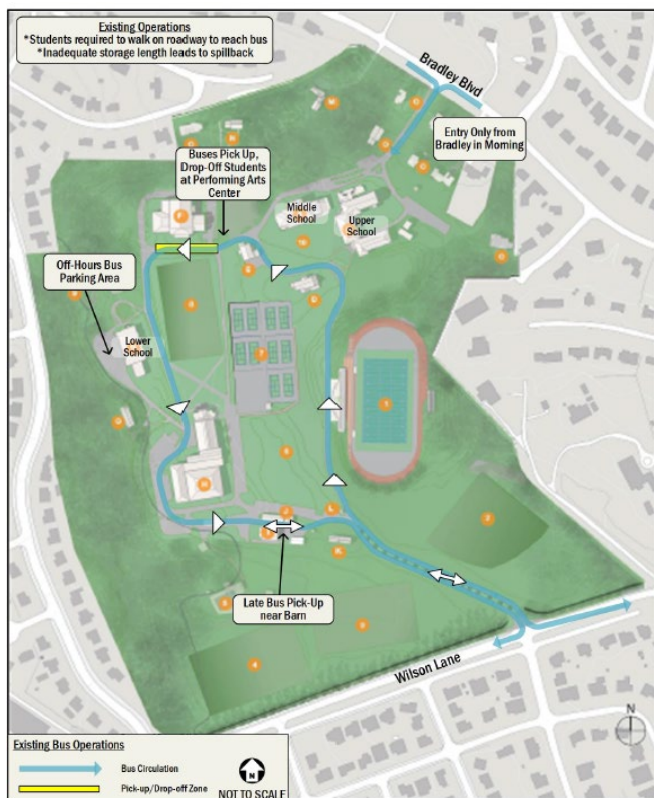 Existing Operations
*Students required to walk on roadway to reach bus
*Inadequate storage length leads to spillback
Bradley Blvd
Entry Only from
Bradley in Morning
Buses Pick Up,
Drop-Off Students
at Performing Arts
Center
Middle
School
Upper
School
Off-Hours Bus
Parking Area
Lower
School
Late Bus Pick-Up
near Barn
Wilson Lane
N
Existing Bus Operations
Bus Circulation
Pick-up/Drop-off Zone
N
NOT TO SCALE